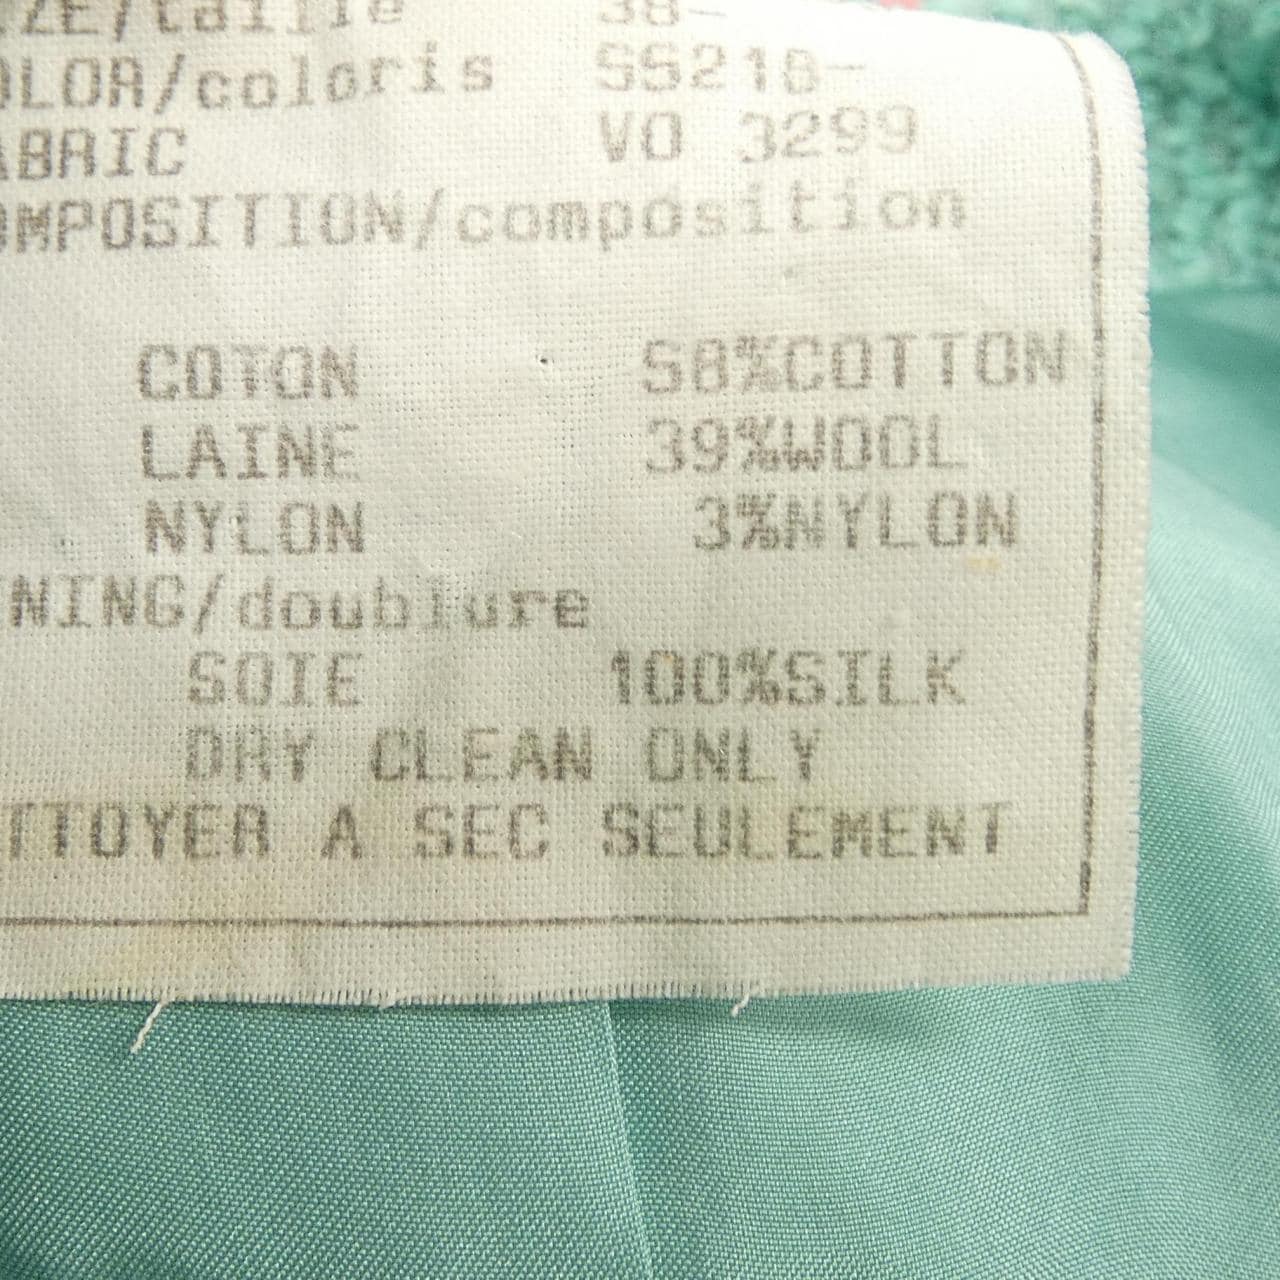 ZE/taille 38-
OLOR/coloris SS218-
ABRIC VO 3299
OMPOSITION/composition
COTON 58%COTTON
LAINE 39%WOOL
NYLON 3%NYLON
NING/doublure
SOIE 100%SILK
DRY CLEAN ONLY
TTOYER A SEC SEULEMENT